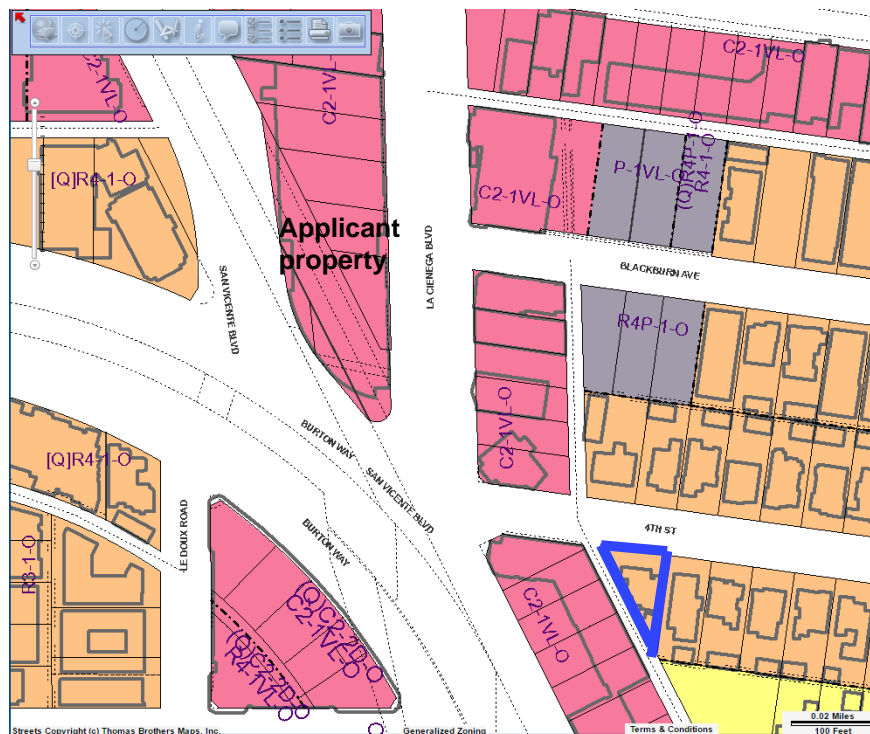 C2-1VL-O
C2-1VL-O
C2-1VL-O
[Q]R4-1-O
P-1VL-O
(Q)R4P-1-O
R4-1-O
C2-1VL-O
Applicant
property
LA CIENEGA BLVD
SAN VICENTE BLVD
BLACKBURN AVE
R4P-1-O
C2-1VL-O
BURTON WAY
SAN VICENTE BLVD
[Q]R4-1-O
LE DOUX ROAD
BURTON WAY
4TH ST
R3-1-O
(Q)C2-2D-O
C2-1VL-O
(Q)C2-2D-O
R4-1VL-O
C2-1VL-O
O
0.02 Miles
Streets Copyright (c) Thomas Brothers Maps, Inc.
Generalized Zoning
Terms & Conditions
100 Feet